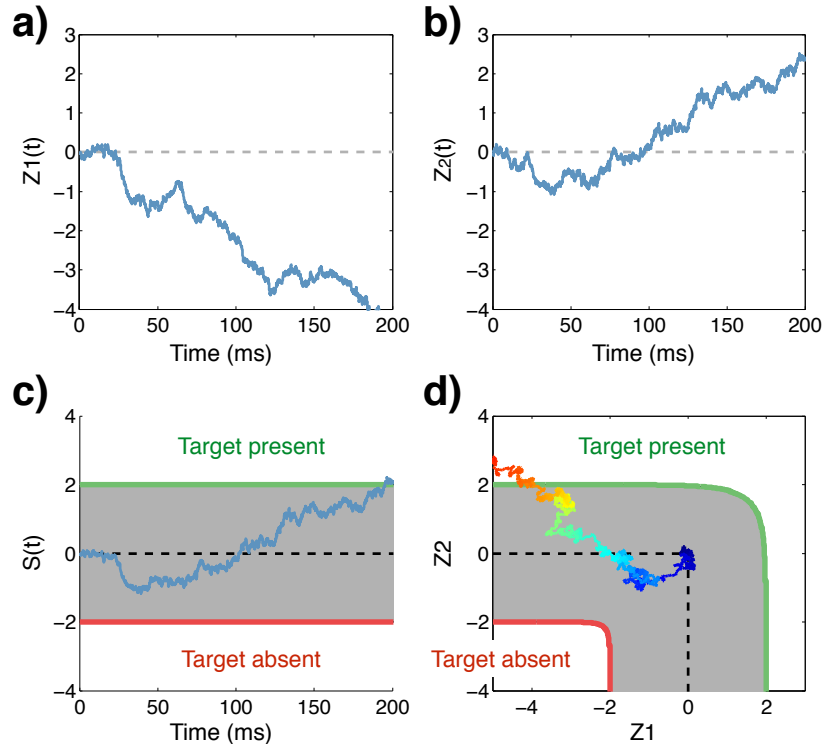 a)
3
2
1
0
−1
−2
−3
−4
0 50 100 150 200
Z1(t)
Time (ms)
b)
3
2
1
0
−1
−2
−3
−4
0 50 100 150 200
Z2(t)
Time (ms)
c)
4
2
0
−2
−4
0 50 100 150 200
S(t)
Target present
Target absent
Time (ms)
d)
4
2
0
−2
−4
−4 −2 0 2
Z2
Target present
Target absent
Z1